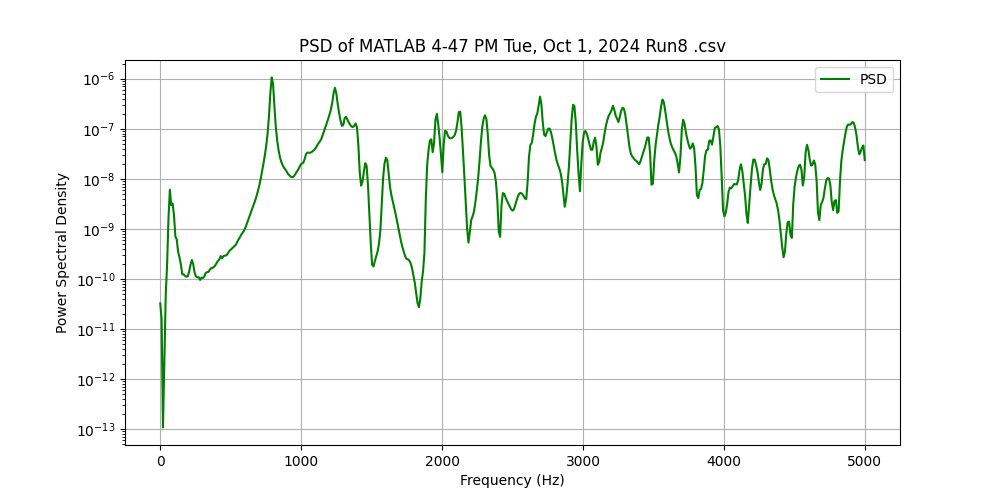 PSD of MATLAB 4-47 PM Tue, Oct 1, 2024 Run8 .csv
PSD
Power Spectral Density
10⁻⁶
10⁻⁷
10⁻⁸
10⁻⁹
10⁻¹⁰
10⁻¹¹
10⁻¹²
10⁻¹³
0 1000 2000 3000 4000 5000
Frequency (Hz)